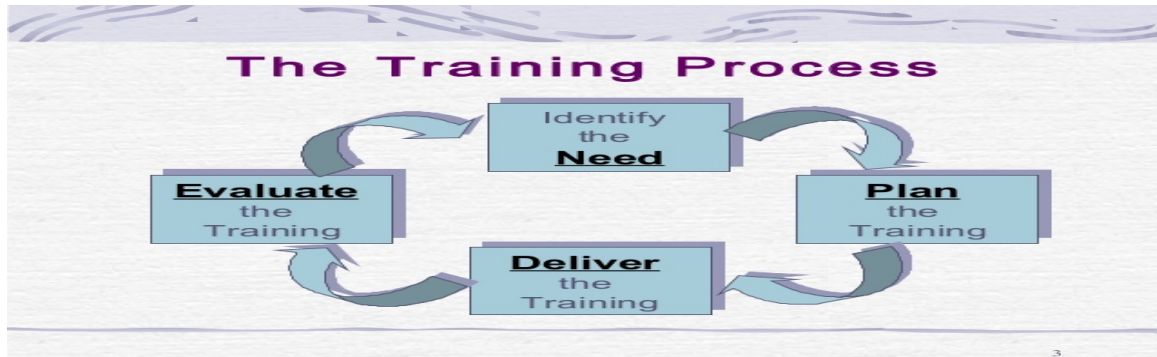 The Training Process
Identify
the
Need
Plan
the
Training
Deliver
the
Training
Evaluate
the
Training
3